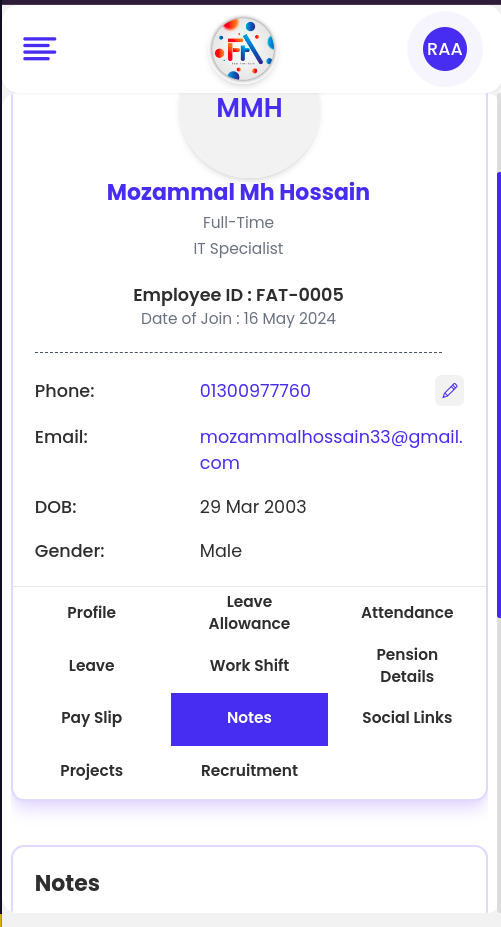 FA
RAA
MMH
Mozammal Mh Hossain
Full-Time
IT Specialist
Employee ID : FAT-0005
Date of Join : 16 May 2024
Phone: 01300977760
Email: mozammalhossain33@gmail.
com
DOB: 29 Mar 2003
Gender: Male
Profile
Leave
Allowance
Attendance
Leave
Work Shift
Pension
Details
Pay Slip
Notes
Social Links
Projects
Recruitment
Notes